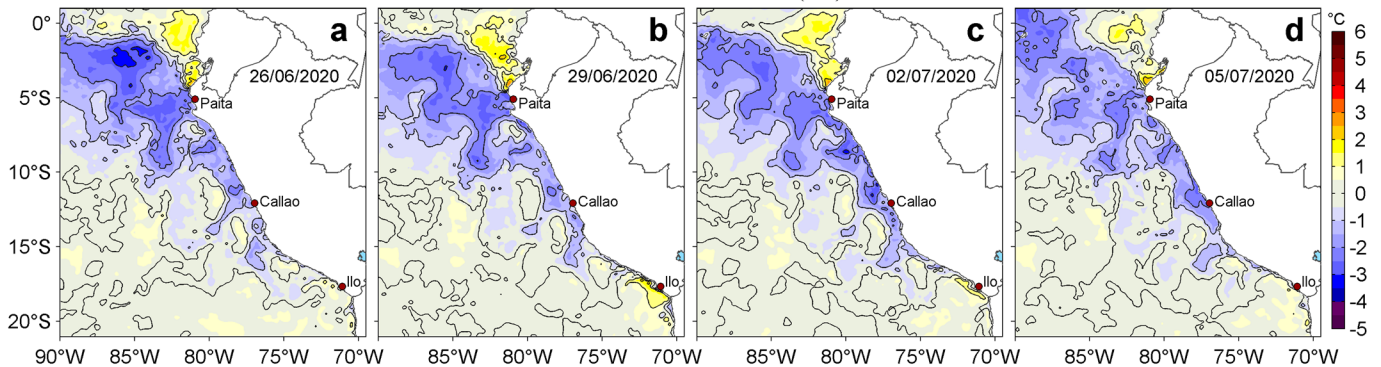 a
b
c
d
°C
26/06/2020
29/06/2020
02/07/2020
05/07/2020
Paita
Paita
Paita
Paita
Callao
Callao
Callao
Callao
Ilo
Ilo
Ilo
Ilo
0°
5°S
10°S
15°S
20°S
90°W 85°W 80°W 75°W 70°W
85°W 80°W 75°W 70°W
85°W 80°W 75°W 70°W
85°W 80°W 75°W 70°W
6
5
4
3
2
1
0
-1
-2
-3
-4
-5